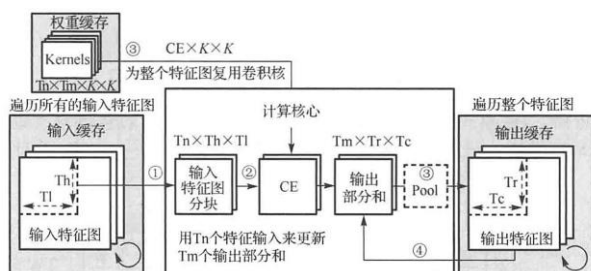 权重缓存
Kernels
Tn×Tm×K×K
③
CE×K×K
为整个特征图复用卷积核
遍历所有的输入特征图
输入缓存
Th
Tl
输入特征图
①
计算核心
Tn×Th×Tl
输入
特征图
分块
②
CE
Tm×Tr×Tc
输出
部分和
③
Pool
用Tn个特征输入来更新
Tm个输出部分和
④
遍历整个特征图
输出缓存
Tr
Tc
输出特征图